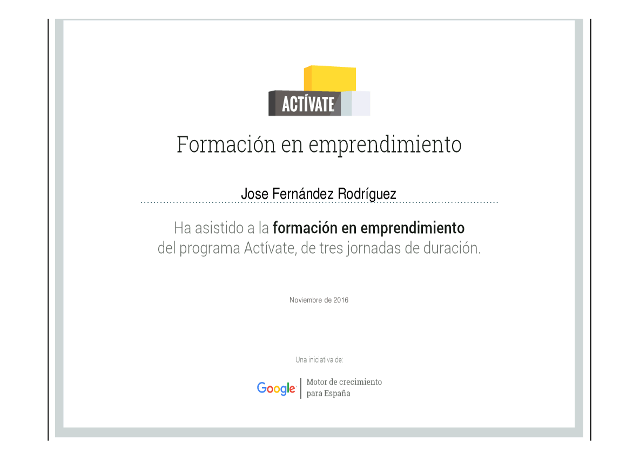 ACTÍVATE
Formación en emprendimiento
Jose Fernández Rodríguez
Ha asistido a la formación en emprendimiento
del programa Actívate, de tres jornadas de duración.
Noviembre de 2016
Una iniciativa de:
Google
Motor de crecimiento
para España